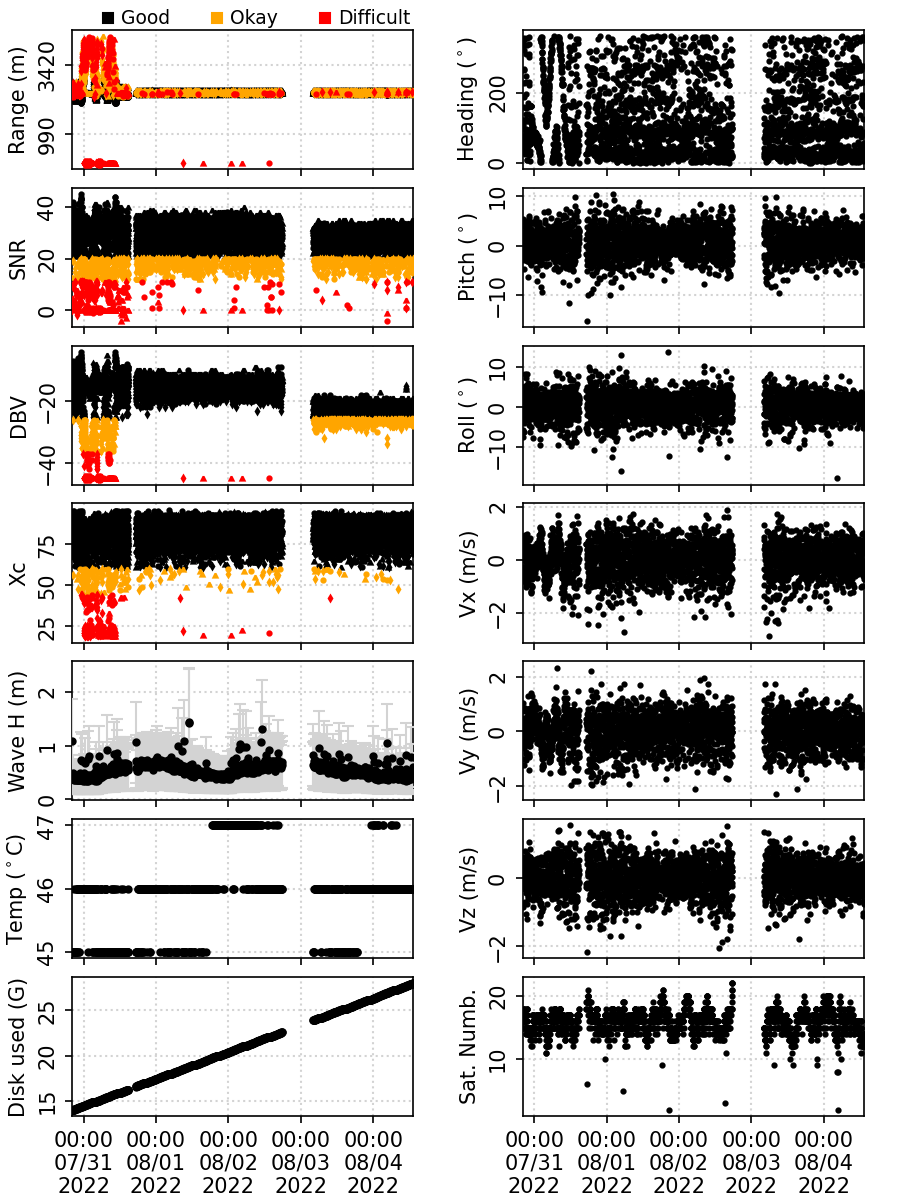 Good Okay Difficult
Range (m)
3420
990
Heading (°)
200
0
SNR
40
20
0
Pitch (°)
10
0
−10
DBV
−20
−40
Roll (°)
10
0
−10
Xc
75
50
25
Vx (m/s)
2
0
−2
Wave H (m)
2
1
0
Vy (m/s)
2
0
−2
Temp (°C)
47
46
45
Vz (m/s)
0
−2
Disk used (G)
25
20
15
Sat. Numb.
20
10
00:00 00:00 00:00 00:00 00:00
07/31 08/01 08/02 08/03 08/04
2022 2022 2022 2022 2022
00:00 00:00 00:00 00:00 00:00
07/31 08/01 08/02 08/03 08/04
2022 2022 2022 2022 2022